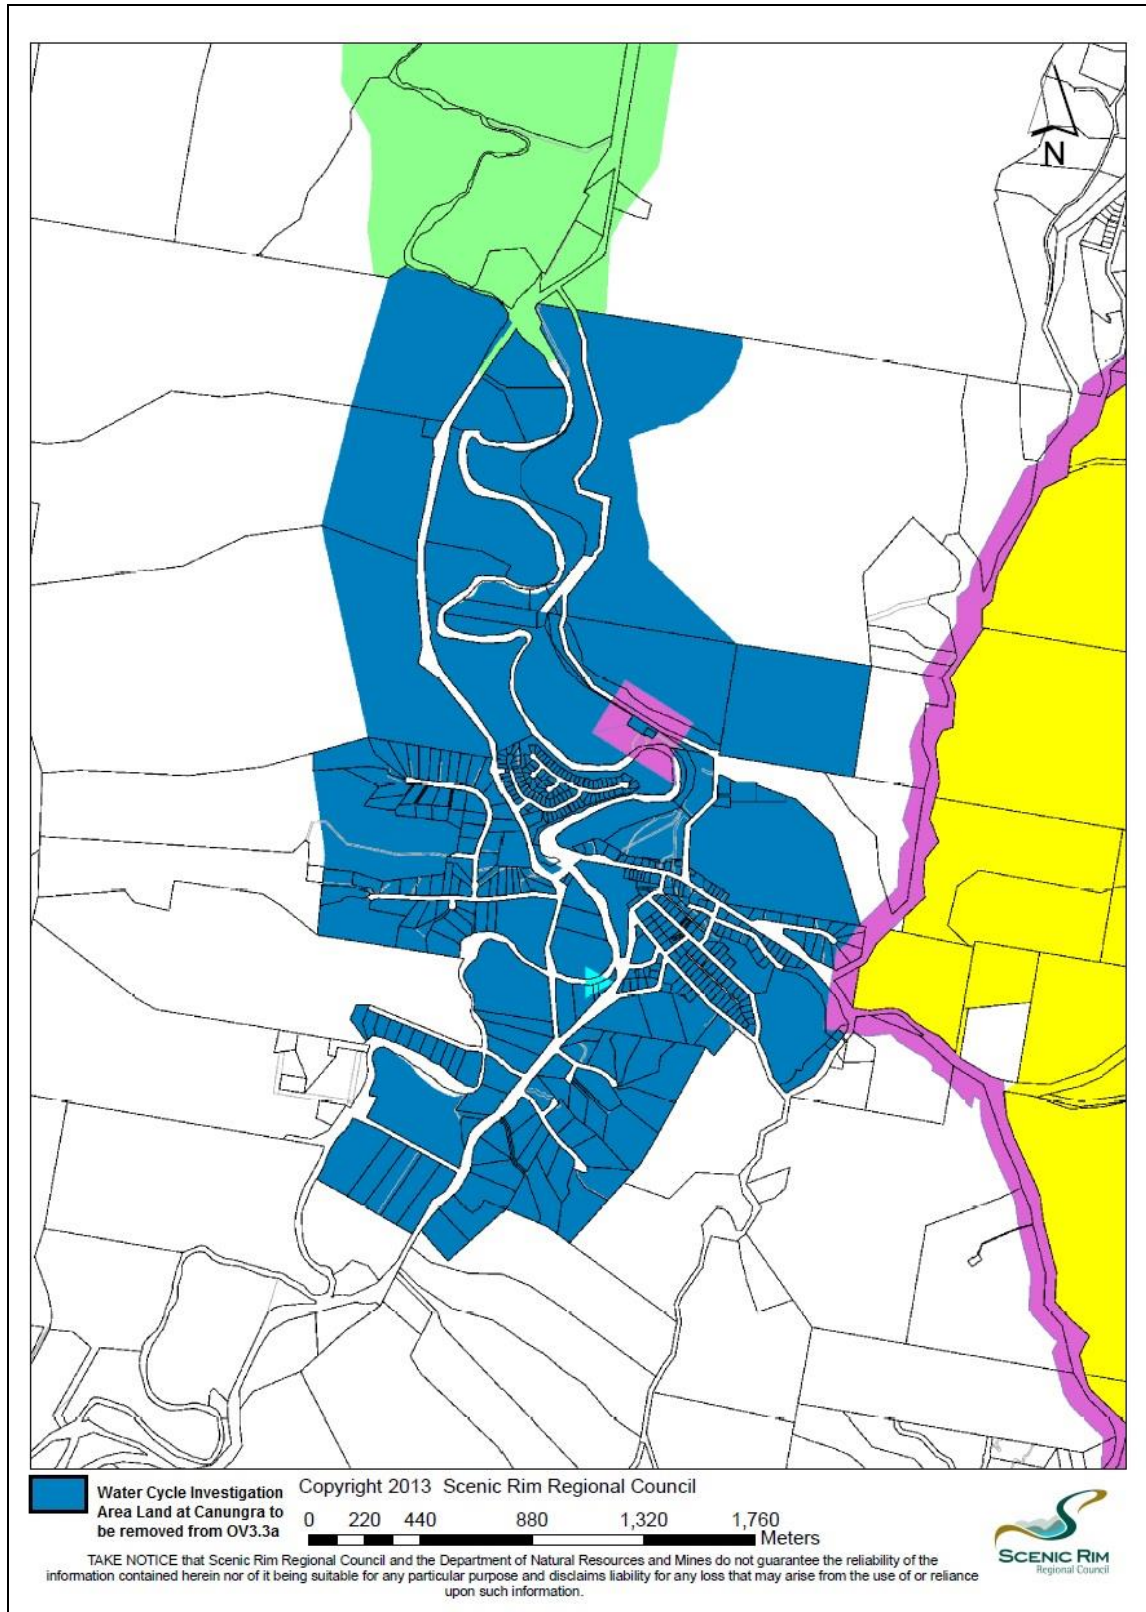 N
Water Cycle Investigation
Area Land at Canungra to
be removed from OV3.3a
Copyright 2013 Scenic Rim Regional Council
0 220 440 880 1,320 1,760
Meters
SCENIC RIM
Regional Council
TAKE NOTICE that Scenic Rim Regional Council and the Department of Natural Resources and Mines do not guarantee the reliability of the
information contained herein nor of it being suitable for any particular purpose and disclaims liability for any loss that may arise from the use of or reliance
upon such information.